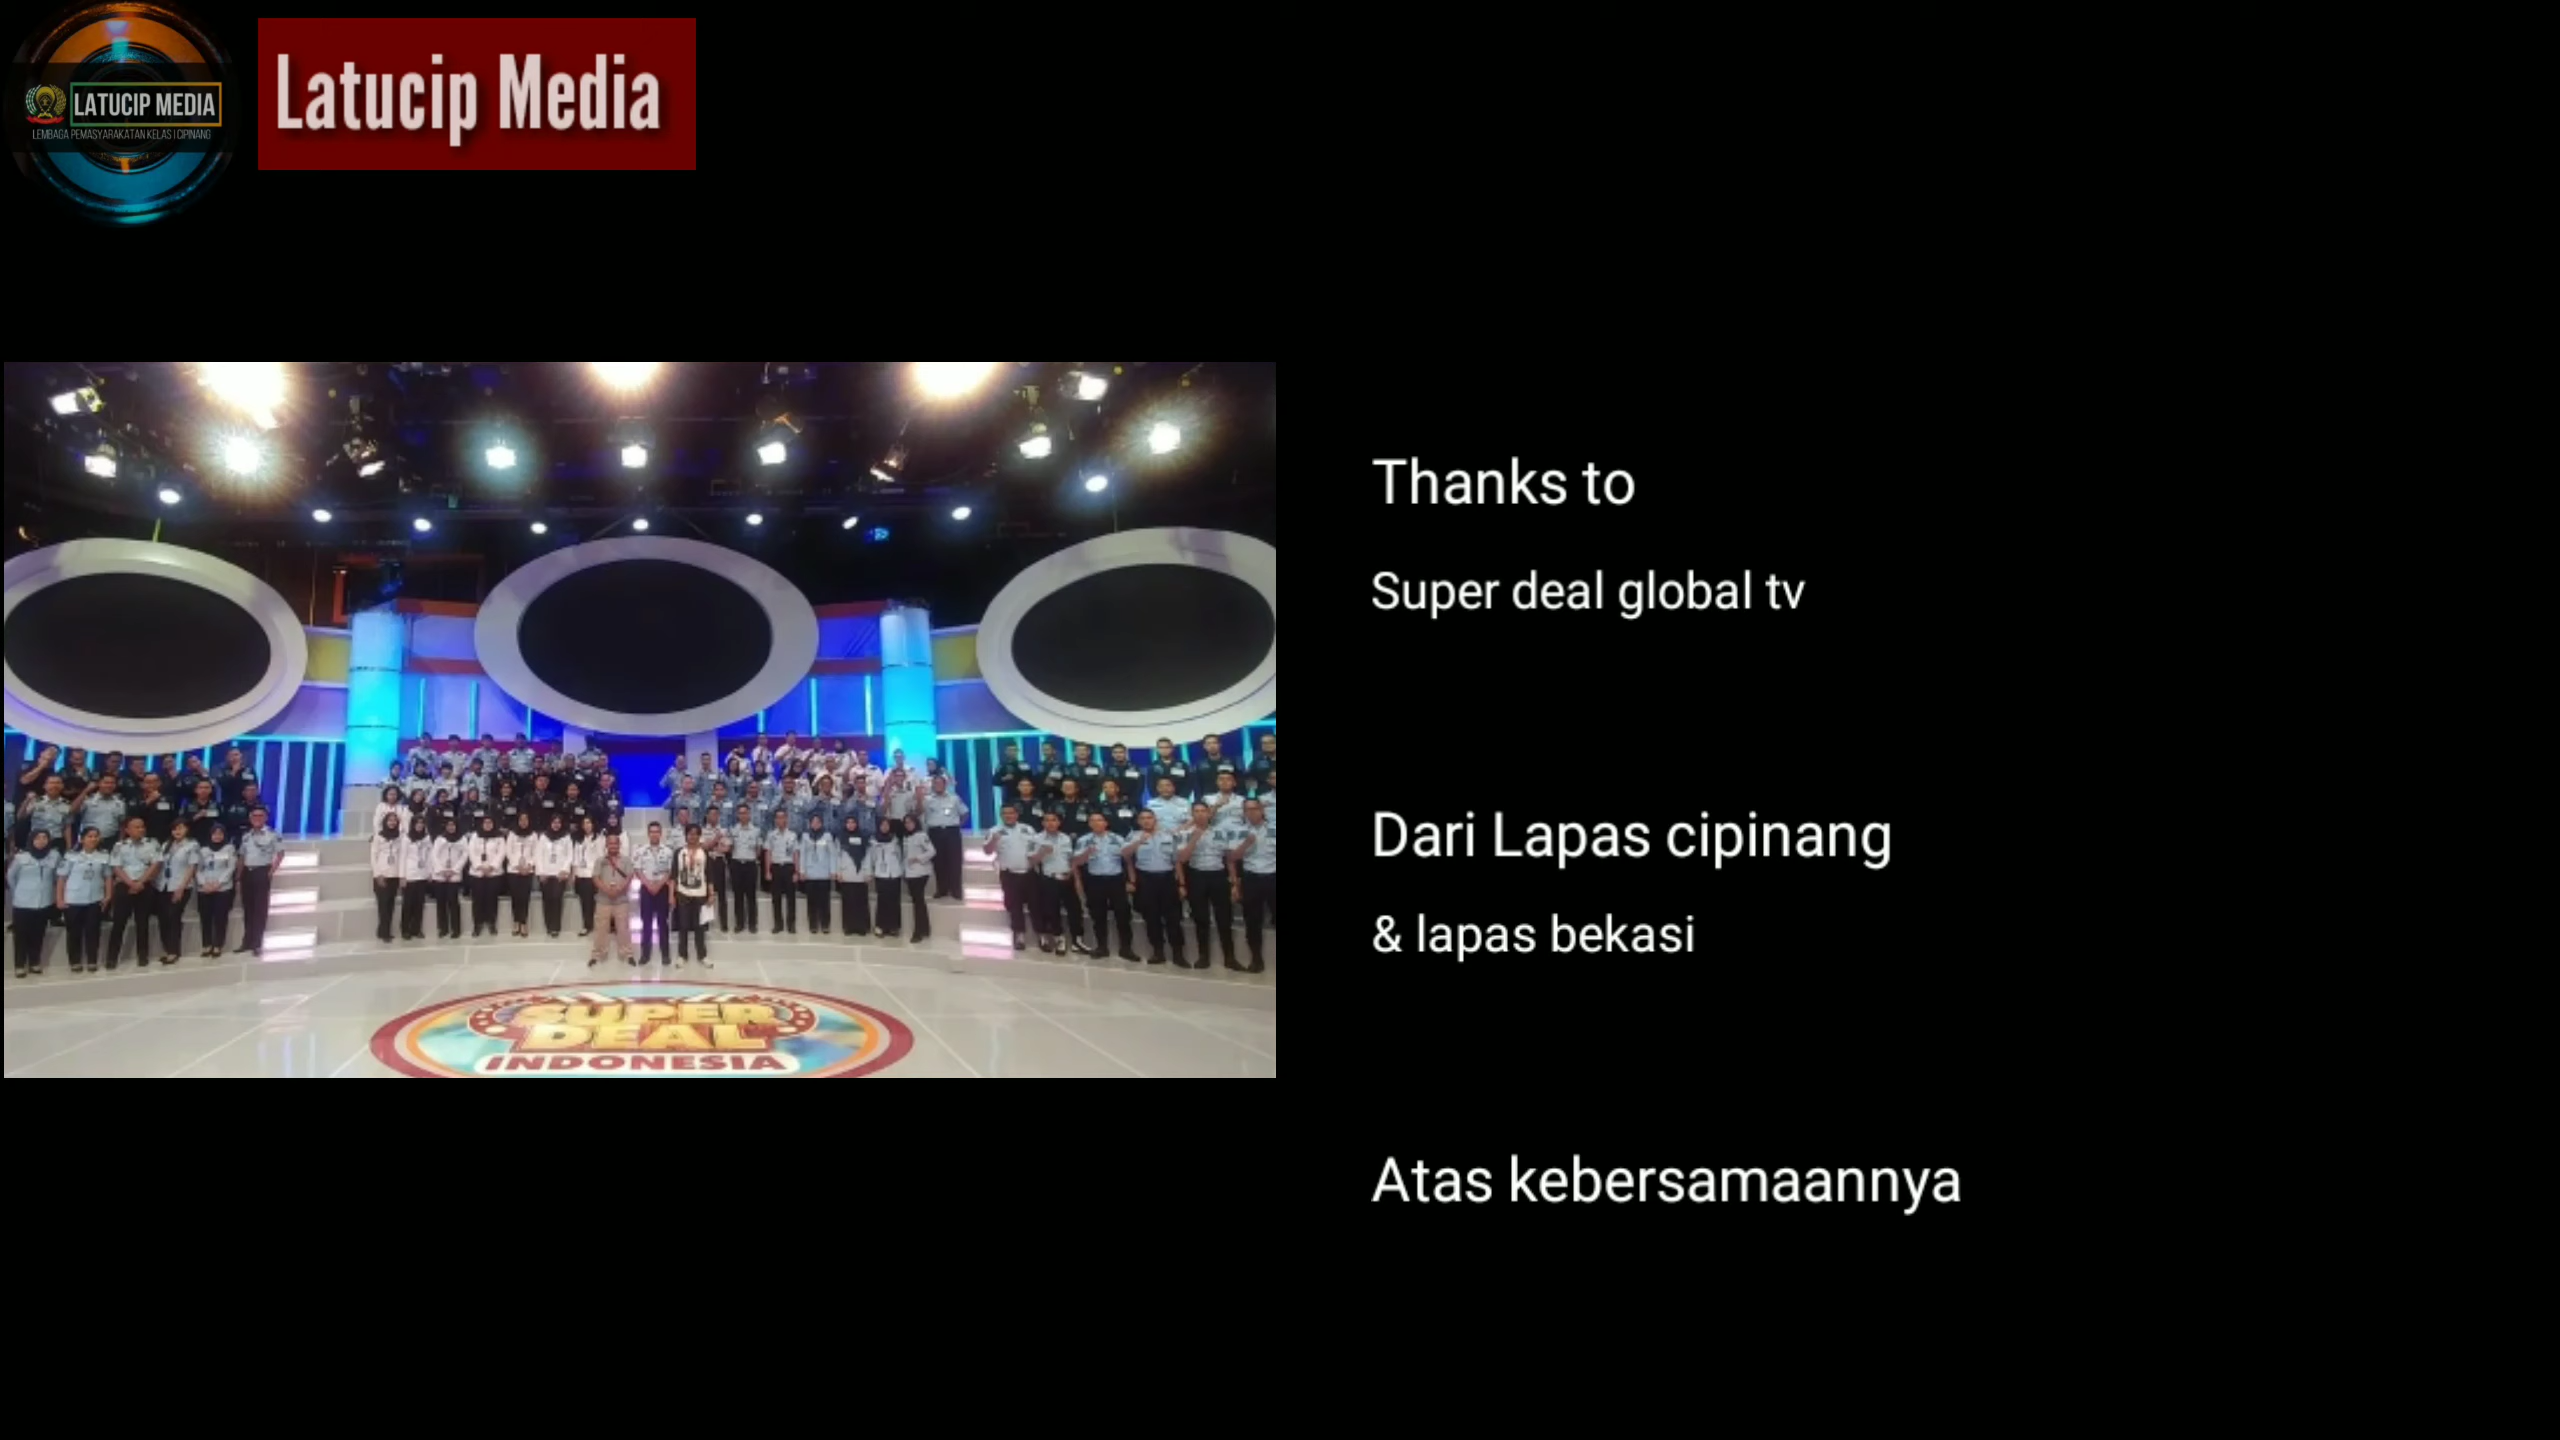 LATUCIP MEDIA
LEMBAGA PEMASYARAKATAN KELAS I CIPINANG
Latucip Media
Thanks to
Super deal global tv
Dari Lapas cipinang
& lapas bekasi
Atas kebersamaannya
SUPER
DEAL
INDONESIA